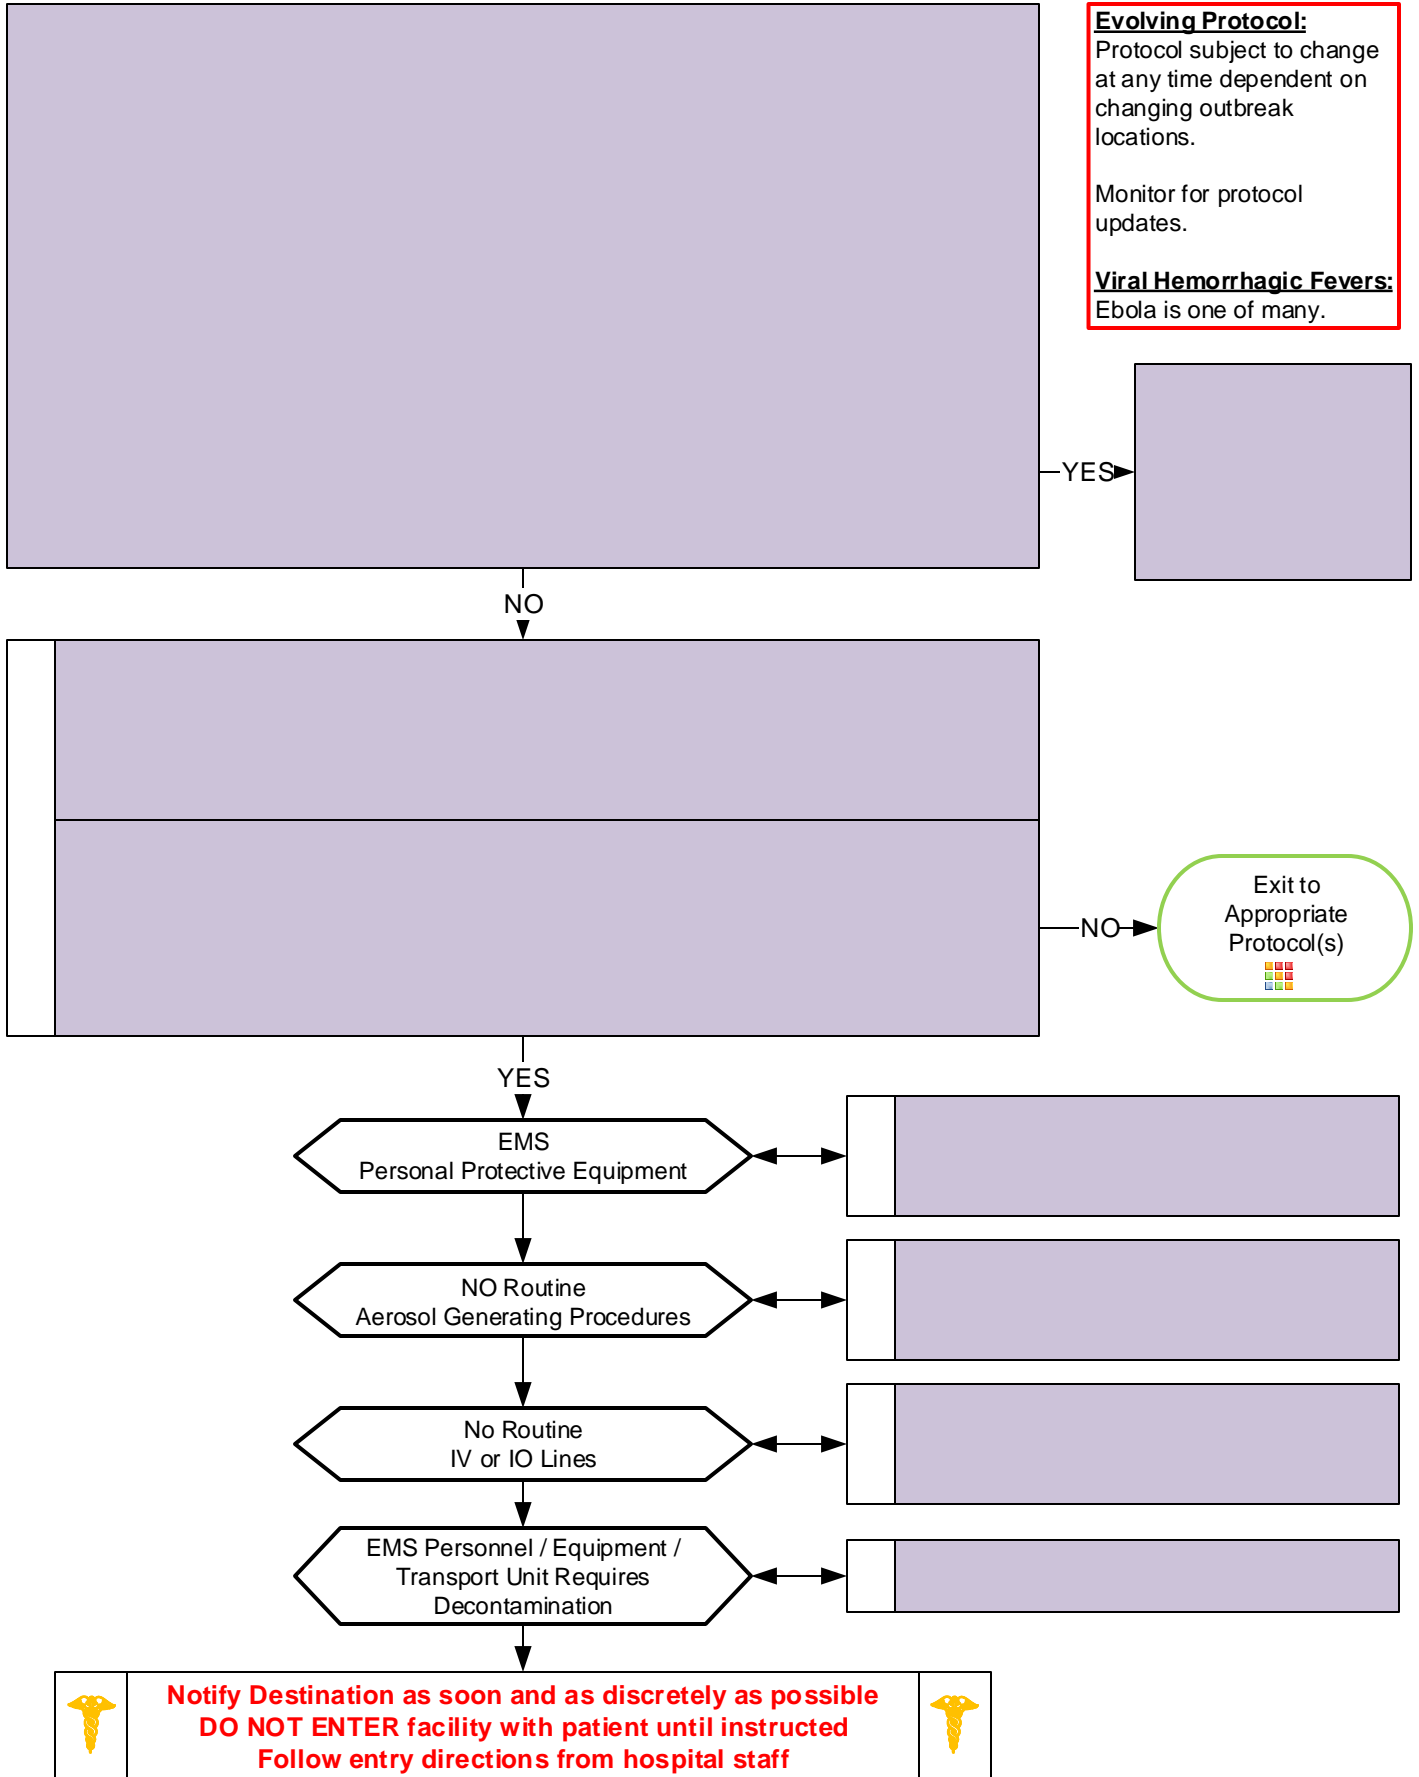 Evolving Protocol:
Protocol subject to change
at any time dependent on
changing outbreak
locations.
Monitor for protocol
updates.
Viral Hemorrhagic Fevers:
Ebola is one of many.
YES
NO
NO
Exit to
Appropriate
Protocol(s)
YES
EMS
Personal Protective Equipment
NO Routine
Aerosol Generating Procedures
No Routine
IV or IO Lines
EMS Personnel / Equipment /
Transport Unit Requires
Decontamination
Notify Destination as soon and as discretely as possible
DO NOT ENTER facility with patient until instructed
Follow entry directions from hospital staff